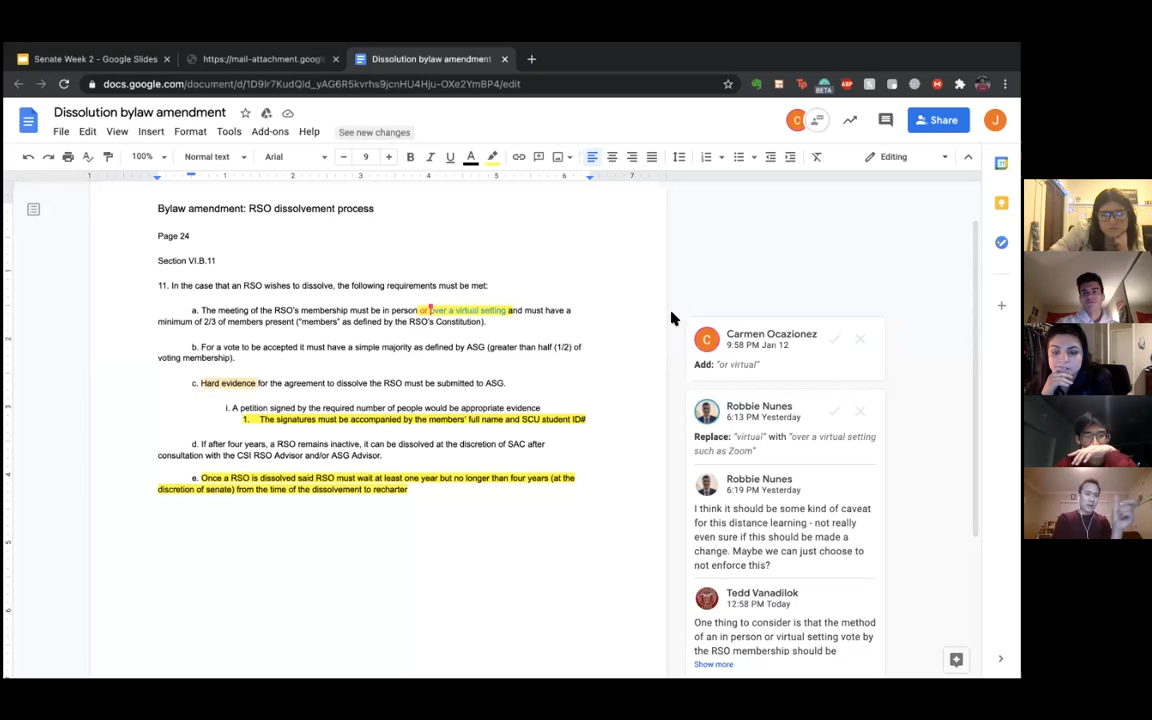 Senate Week 2 - Google Slides
https://mail-attachment.googl
Dissolution bylaw amendment
docs.google.com/document/d/1D9Ir7KudQld_yAG6R5kvrhs9jcnHU4Hju-OXe2YmBP4/edit
Tp
BETA
ABP
M
Dissolution bylaw amendment
File Edit View Insert Format Tools Add-ons Help See new changes
C
Share
J
100% Normal text Arial 9 B I U A Editing
1 1 2 3 4 5 6 7
Bylaw amendment: RSO dissolvement process
Page 24
Section VI.B.11
11. In the case that an RSO wishes to dissolve, the following requirements must be met:
a. The meeting of the RSO's membership must be in person or over a virtual setting and must have a
minimum of 2/3 of members present ("members" as defined by the RSO's Constitution).
b. For a vote to be accepted it must have a simple majority as defined by ASG (greater than half (1/2) of
voting membership).
c. Hard evidence for the agreement to dissolve the RSO must be submitted to ASG.
i. A petition signed by the required number of people would be appropriate evidence
1. The signatures must be accompanied by the members' full name and SCU student ID#
d. If after four years, a RSO remains inactive, it can be dissolved at the discretion of SAC after
consultation with the CSI RSO Advisor and/or ASG Advisor.
e. Once a RSO is dissolved said RSO must wait at least one year but no longer than four years (at the
discretion of senate) from the time of the dissolvement to recharter
C
Carmen Ocazionez
9:58 PM Jan 12
Add: "or virtual"
Robbie Nunes
6:13 PM Yesterday
Replace: "virtual" with "over a virtual setting
such as Zoom"
Robbie Nunes
6:19 PM Yesterday
I think it should be some kind of caveat
for this distance learning - not really
even sure if this should be made a
change. Maybe we can just choose to
not enforce this?
Tedd Vanadilok
12:58 PM Today
One thing to consider is that the method
of an in person or virtual setting vote by
the RSO membership should be
Show more